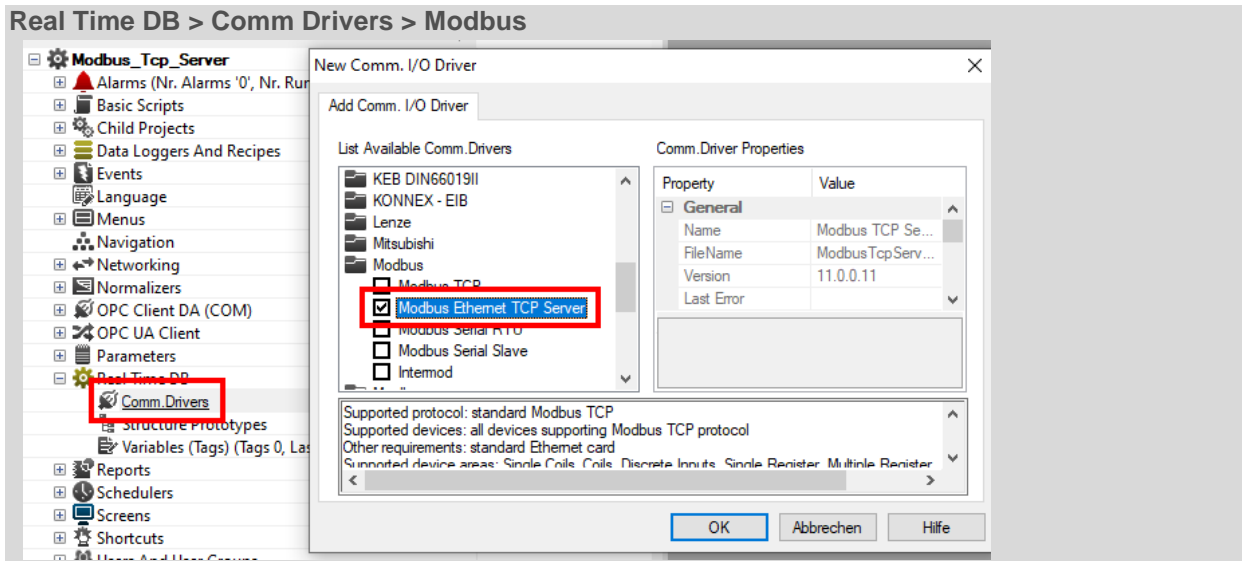 Real Time DB > Comm Drivers > Modbus
Modbus_Tcp_Server
Alarms (Nr. Alarms '0', Nr. Rur
Basic Scripts
Child Projects
Data Loggers And Recipes
Events
Language
Menus
Navigation
Networking
Normalizers
OPC Client DA (COM)
OPC UA Client
Parameters
Real Time DB
Comm.Drivers
Structure Prototypes
Variables (Tags) (Tags 0, Las
Reports
Schedulers
Screens
Shortcuts
Users And User Groups
New Comm. I/O Driver
Add Comm. I/O Driver
List Available Comm.Drivers
KEB DIN66019II
KONNEX - EIB
Lenze
Mitsubishi
Modbus
Modbus TCP
Modbus Ethernet TCP Server
Modbus Serial RTU
Modbus Serial Slave
Intermod
Comm.Driver Properties
Property Value
General
Name Modbus TCP Se...
FileName ModbusTcpServ...
Version 11.0.0.11
Last Error
Supported protocol: standard Modbus TCP
Supported devices: all devices supporting Modbus TCP protocol
Other requirements: standard Ethernet card
Supported device areas: Single Coils, Coils, Discrete Inputs, Single Register, Multiple Register
OK Abbrechen Hilfe